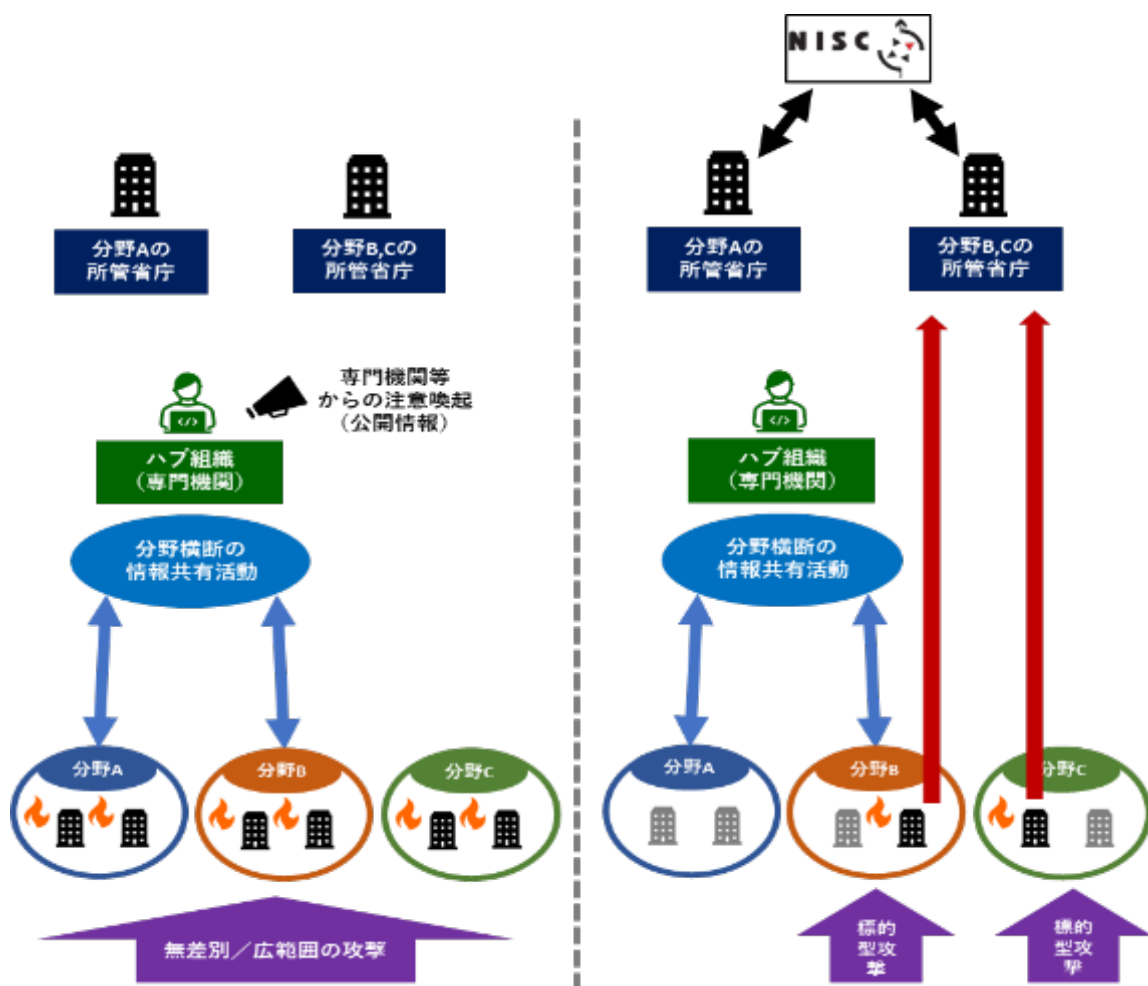 NISC
分野Aの
所管省庁
分野B,Cの
所管省庁
専門機関等
からの注意喚起
（公開情報）
</>
ハブ組織
（専門機関）
分野横断の
情報共有活動
分野A
分野B
分野C
無差別／広範囲の攻撃
分野Aの
所管省庁
分野B,Cの
所管省庁
</>
ハブ組織
（専門機関）
分野横断の
情報共有活動
分野A
分野B
分野C
標的
型攻
撃
標的
型攻
撃